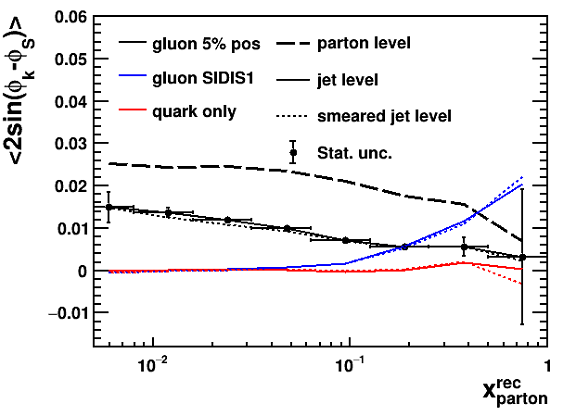 <2sin(ϕk-ϕS)>
0.06
0.05
0.04
0.03
0.02
0.01
0
−0.01
gluon 5% pos
gluon SIDIS1
quark only
parton level
jet level
smeared jet level
Stat. unc.
10−2
10−1
1
xrecparton